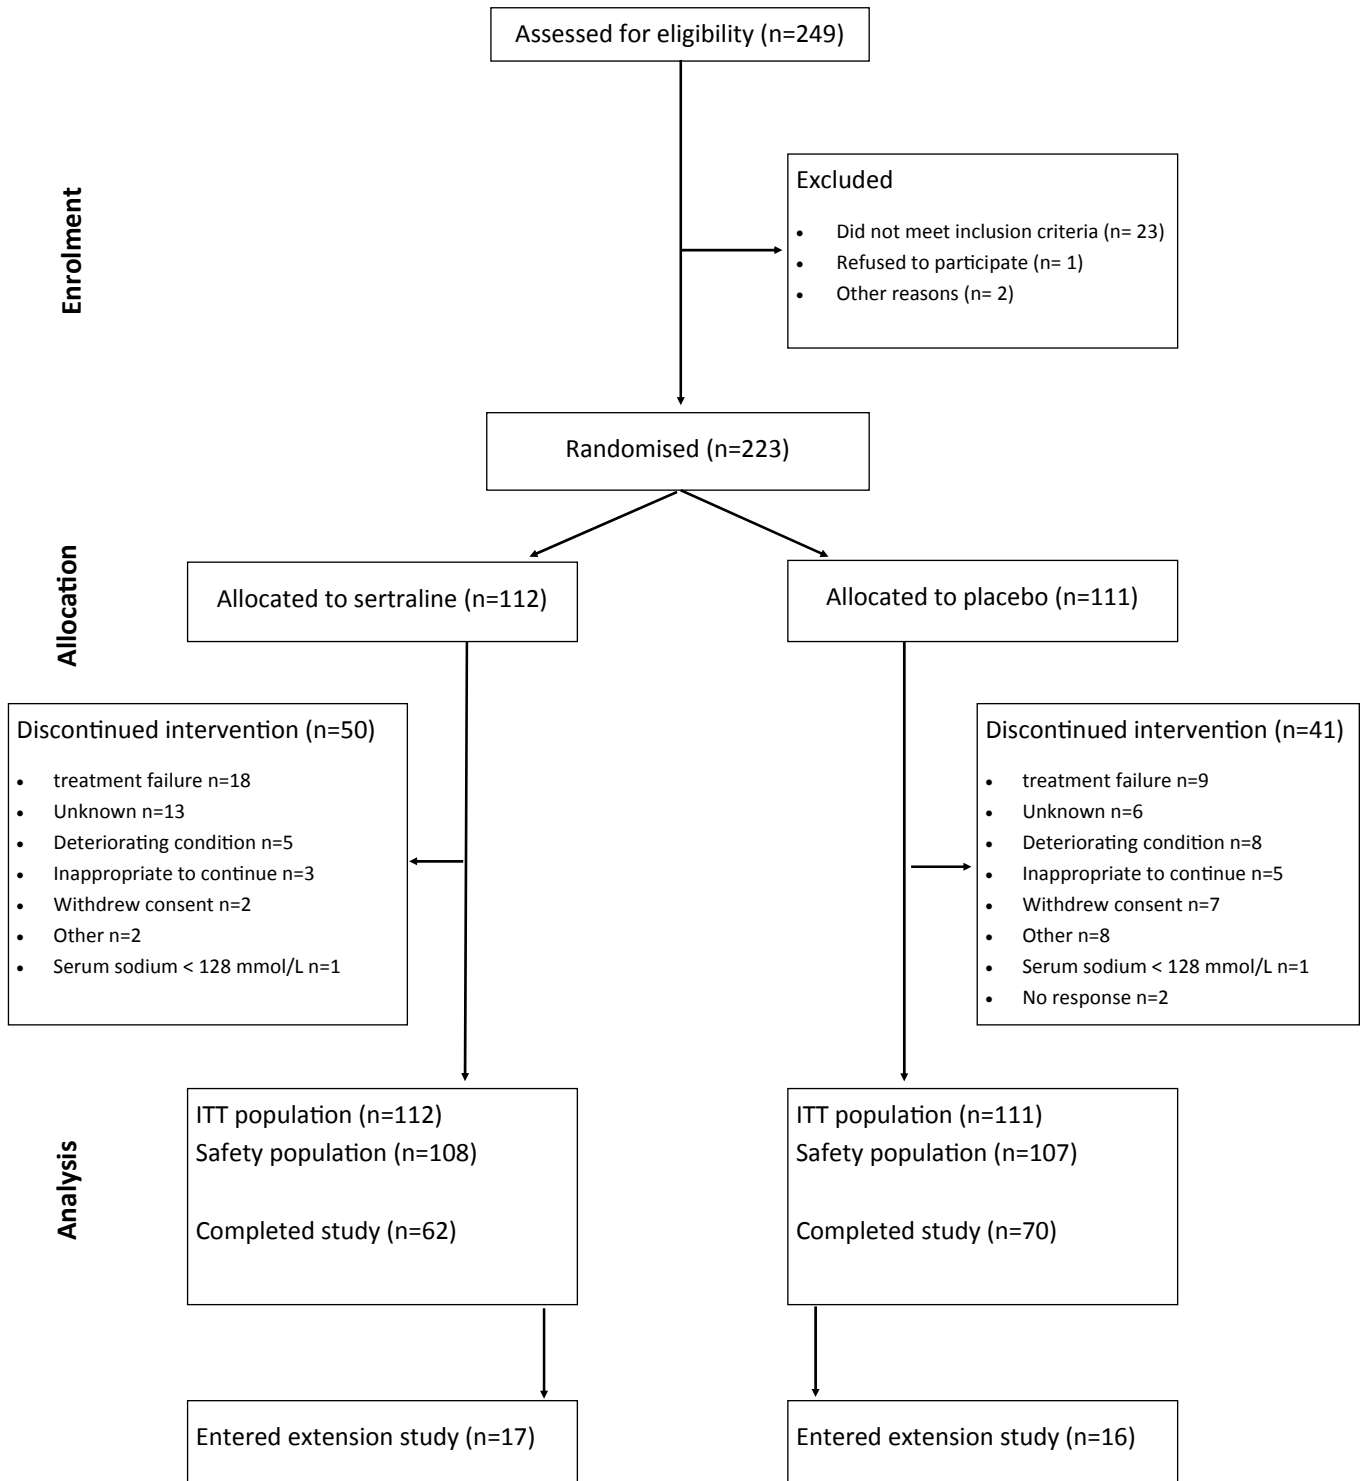 Assessed for eligibility (n=249)
Enrolment
Excluded
• Did not meet inclusion criteria (n= 23)
• Refused to participate (n= 1)
• Other reasons (n= 2)
Randomised (n=223)
Allocation
Allocated to sertraline (n=112)
Allocated to placebo (n=111)
Discontinued intervention (n=50)
• treatment failure n=18
• Unknown n=13
• Deteriorating condition n=5
• Inappropriate to continue n=3
• Withdrew consent n=2
• Other n=2
• Serum sodium < 128 mmol/L n=1
Discontinued intervention (n=41)
• treatment failure n=9
• Unknown n=6
• Deteriorating condition n=8
• Inappropriate to continue n=5
• Withdrew consent n=7
• Other n=8
• Serum sodium < 128 mmol/L n=1
• No response n=2
Analysis
ITT population (n=112)
Safety population (n=108)
Completed study (n=62)
ITT population (n=111)
Safety population (n=107)
Completed study (n=70)
Entered extension study (n=17)
Entered extension study (n=16)